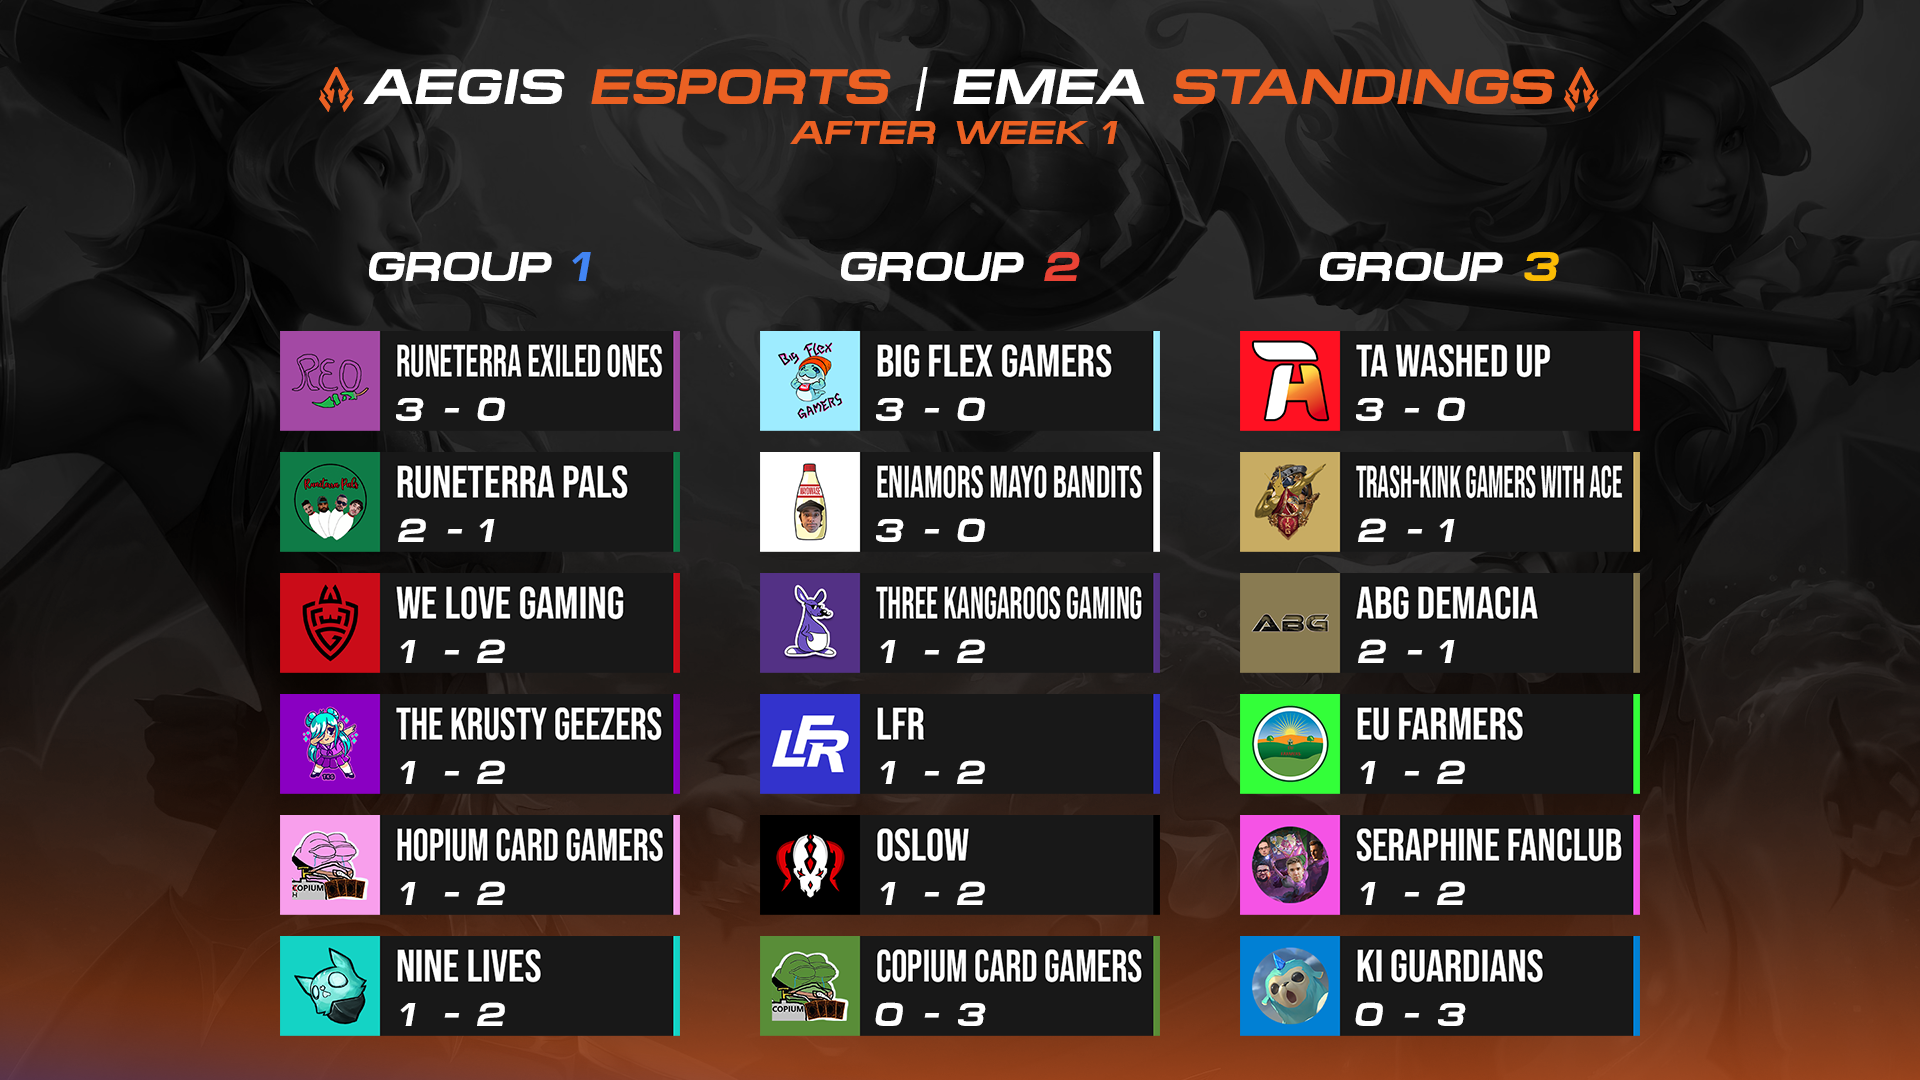 AEGIS ESPORTS | EMEA STANDINGS
AFTER WEEK 1
GROUP 1
REO
RUNETERRA EXILED ONES
3 - 0
Runeterra Pals
RUNETERRA PALS
2 - 1
WE LOVE GAMING
1 - 2
TKG
THE KRUSTY GEEZERS
1 - 2
COPIUM
H
HOPIUM CARD GAMERS
1 - 2
NINE LIVES
1 - 2
GROUP 2
BIG FLEX
GAMERS
BIG FLEX GAMERS
3 - 0
MAYONNAISE
ENIAMORS MAYO BANDITS
3 - 0
THREE KANGAROOS GAMING
1 - 2
LFR
LFR
1 - 2
OSLOW
1 - 2
COPIUM
COPIUM CARD GAMERS
0 - 3
GROUP 3
TA
TA WASHED UP
3 - 0
TRASH-KINK GAMERS WITH ACE
2 - 1
ABG
ABG DEMACIA
2 - 1
EU FARMERS
1 - 2
SERAPHINE FANCLUB
1 - 2
KI GUARDIANS
0 - 3